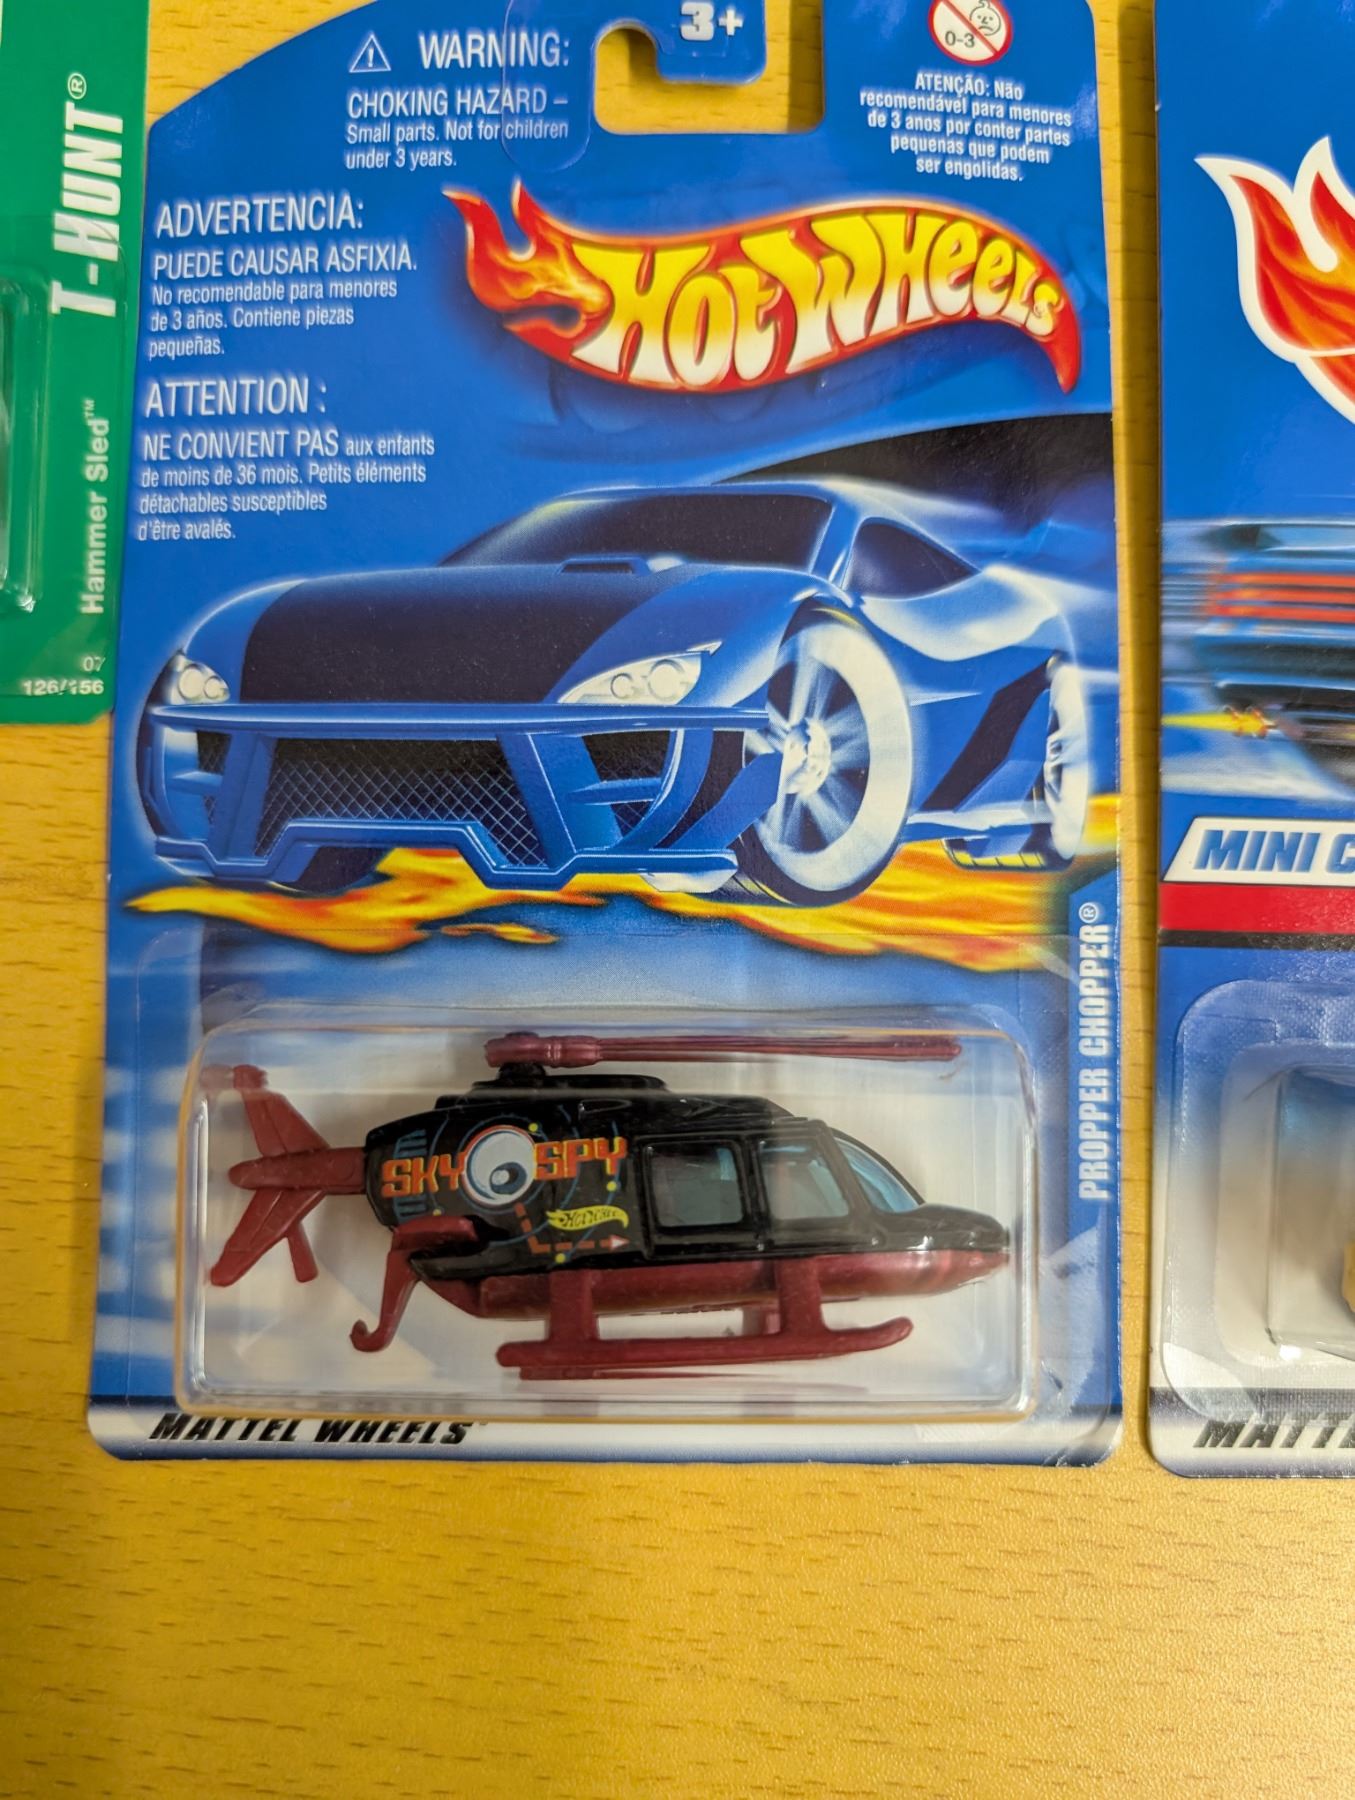 T-HUNT®
Hammer Sled™
07
126/156
3+
WARNING:
CHOKING HAZARD –
Small parts. Not for children
under 3 years.
0-3
ATENÇÃO: Não
recomendável para menores
de 3 anos por conter partes
pequenas que podem
ser engolidas.
ADVERTENCIA:
PUEDE CAUSAR ASFIXIA.
No recomendable para menores
de 3 años. Contiene piezas
pequeñas.
ATTENTION :
NE CONVIENT PAS aux enfants
de moins de 36 mois. Petits éléments
détachables susceptibles
d'être avalés.
HOT WHEELS
PROPPER CHOPPER®
SKY SPY
Hot Wheels
MATTEL WHEELS™
MINI C
MATTE